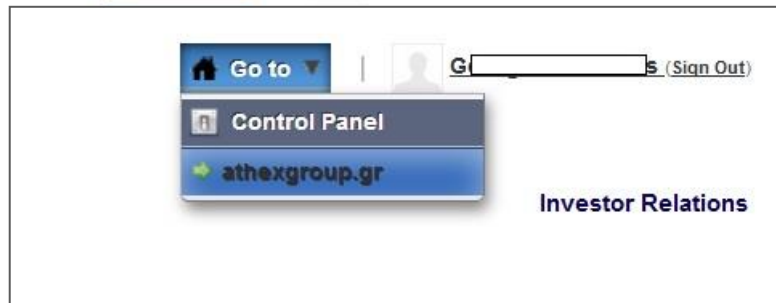 Go to | (Sign Out)
Control Panel
athexgroup.gr
Investor Relations